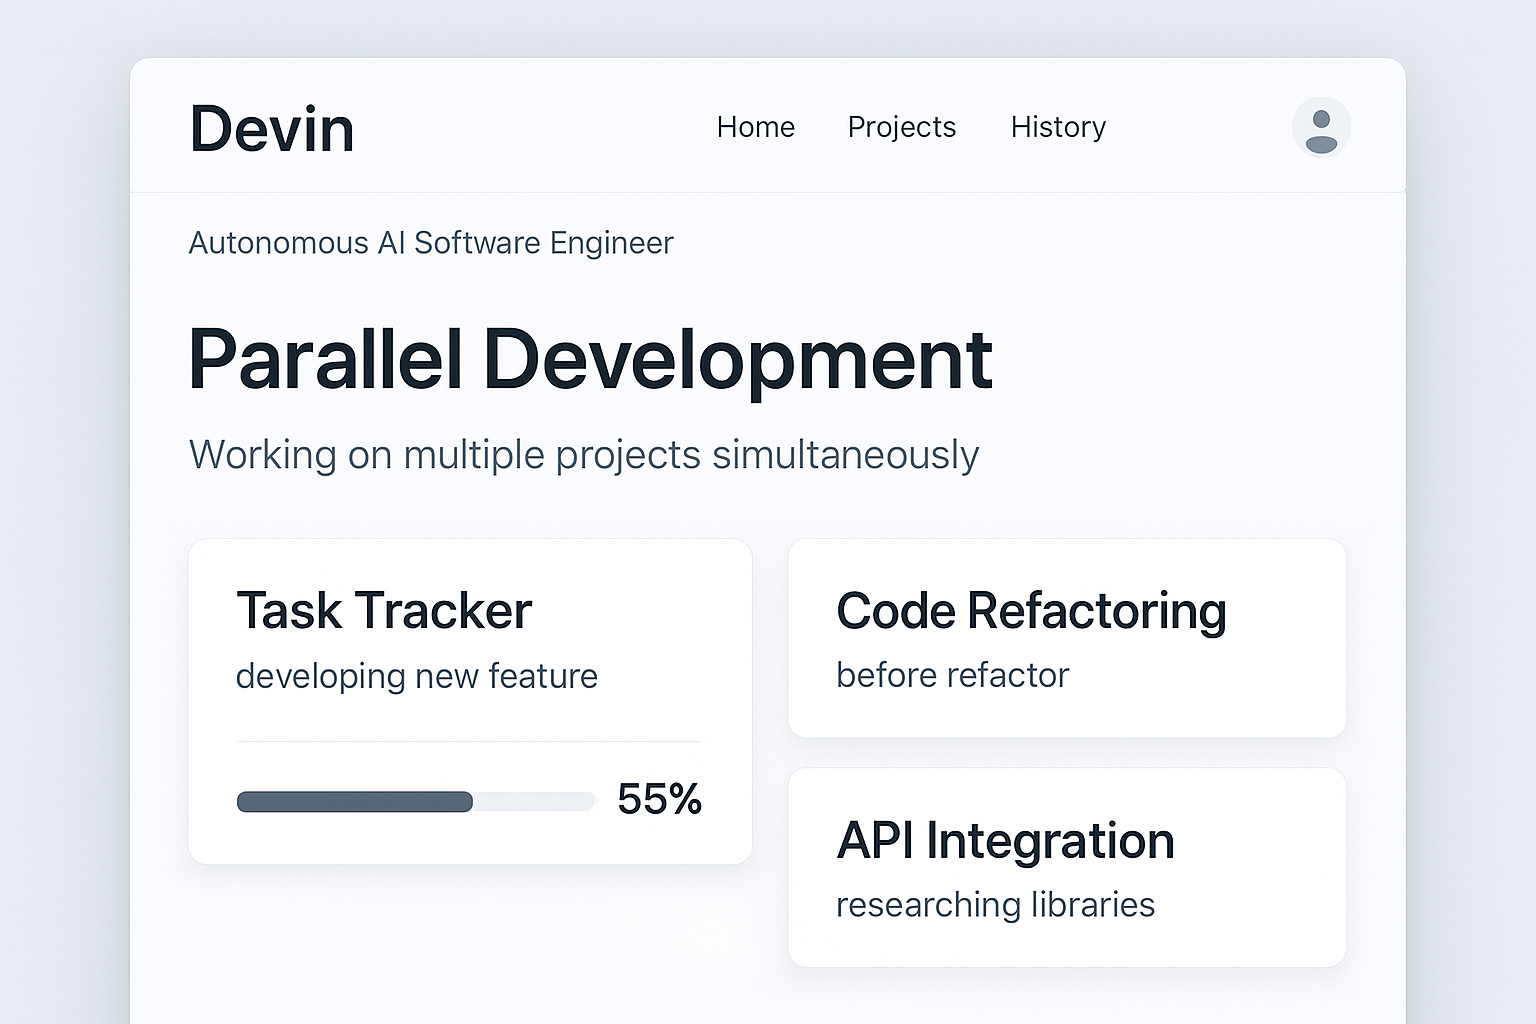 Devin
Home Projects History
Autonomous AI Software Engineer
Parallel Development
Working on multiple projects simultaneously
Task Tracker
developing new feature
55%
Code Refactoring
before refactor
API Integration
researching libraries